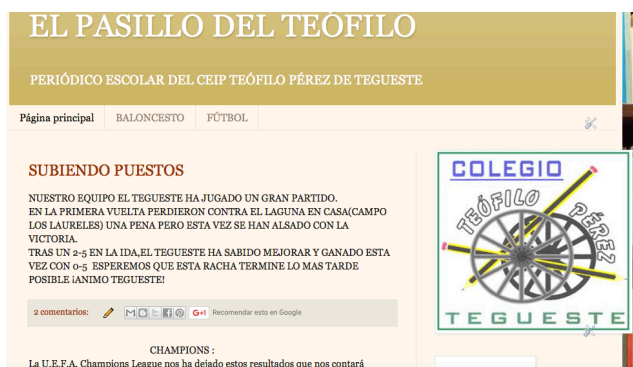 EL PASILLO DEL TEÓFILO
PERIÓDICO ESCOLAR DEL CEIP TEÓFILO PÉREZ DE TEGUESTE
Página principal
BALONCESTO
FÚTBOL
SUBIENDO PUESTOS
NUESTRO EQUIPO EL TEGUESTE HA JUGADO UN GRAN PARTIDO.
EN LA PRIMERA VUELTA PERDIERON CONTRA EL LAGUNA EN CASA(CAMPO
LOS LAURELES) UNA PENA PERO ESTA VEZ SE HAN ALSADO CON LA
VICTORIA.
TRAS UN 2-5 EN LA IDA,EL TEGUESTE HA SABIDO MEJORAR Y GANADO ESTA
VEZ CON 0-5 ESPEREMOS QUE ESTA RACHA TERMINE LO MAS TARDE
POSIBLE ¡ANIMO TEGUESTE!
2 comentarios:
G+1 Recomendar esto en Google
CHAMPIONS :
La U.E.F.A. Champions League nos ha dejado estos resultados que nos contará
COLEGIO
TEÓFILO PÉREZ
TEGUESTE